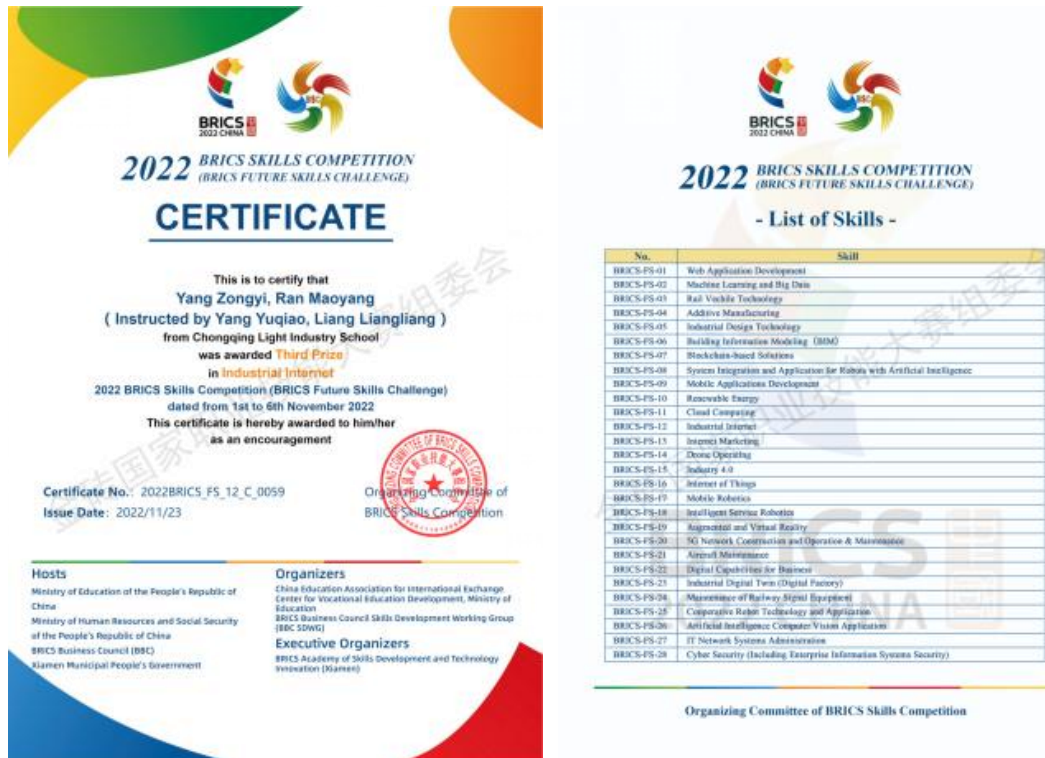 BRICS
2022 CHINA
BSC
2022 BRICS SKILLS COMPETITION
(BRICS FUTURE SKILLS CHALLENGE)
CERTIFICATE
This is to certify that
Yang Zongyi, Ran Maoyang
( Instructed by Yang Yuqiao, Liang Liangliang )
from Chongqing Light Industry School
was awarded Third Prize
in Industrial Internet
2022 BRICS Skills Competition (BRICS Future Skills Challenge)
dated from 1st to 6th November 2022
This certificate is hereby awarded to him/her
as an encouragement
Certificate No.: 2022BRICS_FS_12_C_0059
Issue Date: 2022/11/23
Organizing Committee of
BRICS Skills Competition
Hosts
Ministry of Education of the People's Republic of
China
Ministry of Human Resources and Social Security
of the People's Republic of China
BRICS Business Council (BBC)
Xiamen Municipal People's Government
Organizers
China Education Association for International Exchange
Center for Vocational Education Development, Ministry of
Education
BRICS Business Council Skills Development Working Group
(BBC SDWG)
Executive Organizers
BRICS Academy of Skills Development and Technology
Innovation (Xiamen)
BRICS
2022 CHINA
BSC
2022 BRICS SKILLS COMPETITION
(BRICS FUTURE SKILLS CHALLENGE)
- List of Skills -
No. Skill
BRICS-FS-01 Web Application Development
BRICS-FS-02 Machine Learning and Big Data
BRICS-FS-03 Rail Vechile Technology
BRICS-FS-04 Additive Manufacturing
BRICS-FS-05 Industrial Design Technology
BRICS-FS-06 Building Information Modeling (BIM)
BRICS-FS-07 Blockchain-based Solutions
BRICS-FS-08 System Integration and Application for Robots with Artificial Intelligence
BRICS-FS-09 Mobile Applications Development
BRICS-FS-10 Renewable Energy
BRICS-FS-11 Cloud Computing
BRICS-FS-12 Industrial Internet
BRICS-FS-13 Internet Marketing
BRICS-FS-14 Drone Operating
BRICS-FS-15 Industry 4.0
BRICS-FS-16 Internet of Things
BRICS-FS-17 Mobile Robotics
BRICS-FS-18 Intelligent Service Robotics
BRICS-FS-19 Augmented and Virtual Reality
BRICS-FS-20 5G Network Construction and Operation & Maintenance
BRICS-FS-21 Aircraft Maintenance
BRICS-FS-22 Digital Capabilities for Business
BRICS-FS-23 Industrial Digital Twin (Digital Factory)
BRICS-FS-24 Maintenance of Railway Signal Equipment
BRICS-FS-25 Cooperative Robot Technology and Application
BRICS-FS-26 Artificial Intelligence Computer Vision Application
BRICS-FS-27 IT Network Systems Administration
BRICS-FS-28 Cyber Security (Including Enterprise Information Systems Security)
Organizing Committee of BRICS Skills Competition